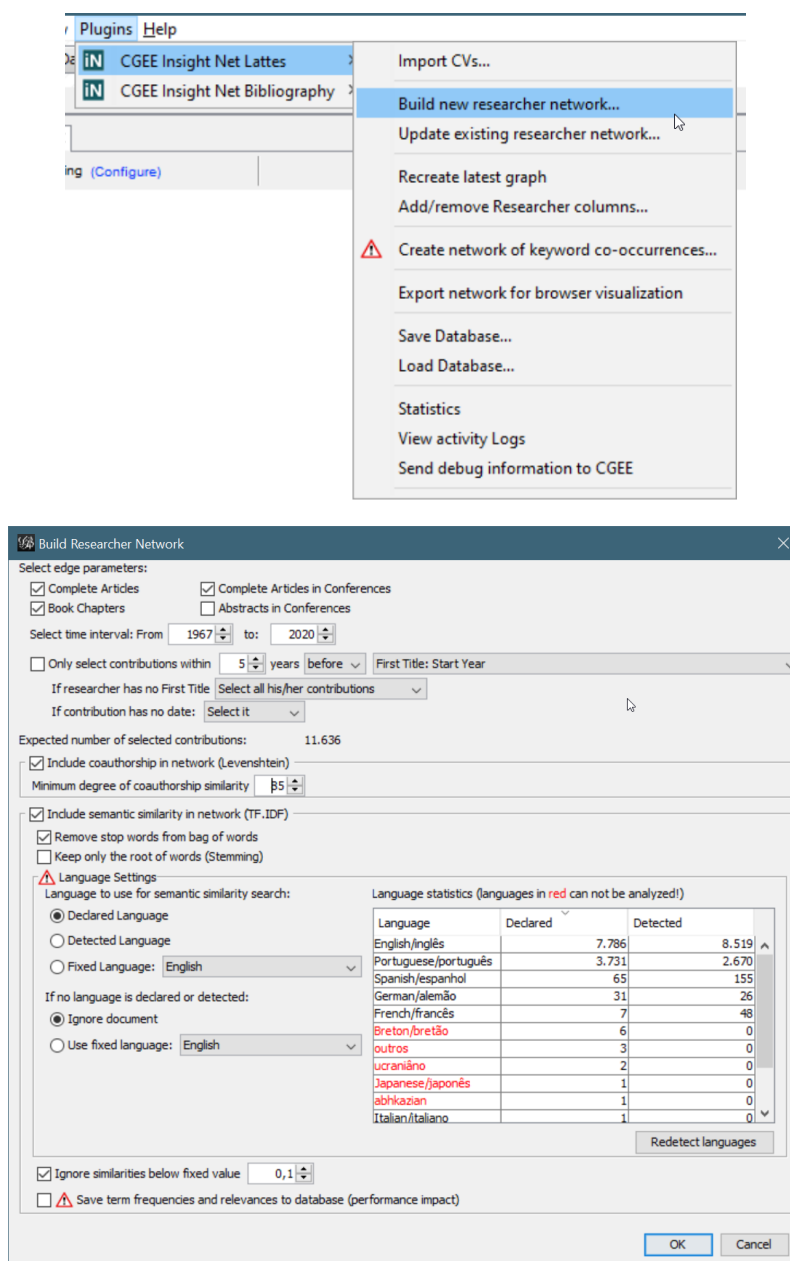 Plugins Help
iN CGEE Insight Net Lattes
iN CGEE Insight Net Bibliography
ing (Configure)
Import CVs...
Build new researcher network...
Update existing researcher network...
Recreate latest graph
Add/remove Researcher columns...
Create network of keyword co-occurrences...
Export network for browser visualization
Save Database...
Load Database...
Statistics
View activity Logs
Send debug information to CGEE
Build Researcher Network
Select edge parameters:
Complete Articles Complete Articles in Conferences
Book Chapters Abstracts in Conferences
Select time interval: From 1967 to: 2020
Only select contributions within 5 years before First Title: Start Year
If researcher has no First Title Select all his/her contributions
If contribution has no date: Select it
Expected number of selected contributions: 11.636
Include coauthorship in network (Levenshtein)
Minimum degree of coauthorship similarity 85
Include semantic similarity in network (TF.IDF)
Remove stop words from bag of words
Keep only the root of words (Stemming)
Language Settings
Language to use for semantic similarity search:
Declared Language
Detected Language
Fixed Language: English
If no language is declared or detected:
Ignore document
Use fixed language: English
Language statistics (languages in red can not be analyzed!)
Language Declared Detected
English/inglês 7.786 8.519
Portuguese/português 3.731 2.670
Spanish/espanhol 65 155
German/alemão 31 26
French/francês 7 48
Breton/bretão 6 0
outros 3 0
ucraniâno 2 0
Japanese/japonês 1 0
abhkazian 1 0
Italian/italiano 1 0
Redetect languages
Ignore similarities below fixed value 0,1
Save term frequencies and relevances to database (performance impact)
OK Cancel